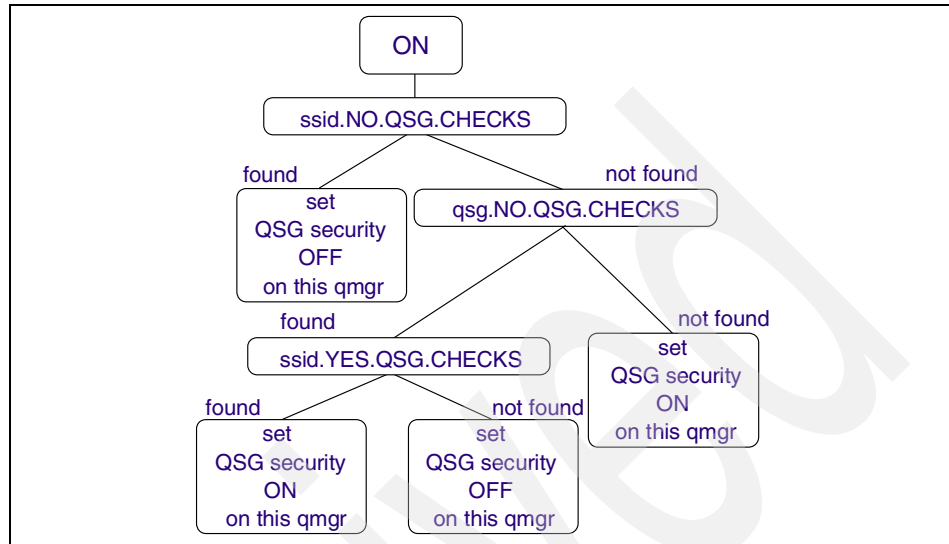 ON
ssid.NO.QSG.CHECKS
found
not found
set
QSG security
OFF
on this qmgr
qsg.NO.QSG.CHECKS
found
not found
ssid.YES.QSG.CHECKS
set
QSG security
ON
on this qmgr
found
not found
set
QSG security
ON
on this qmgr
set
QSG security
OFF
on this qmgr